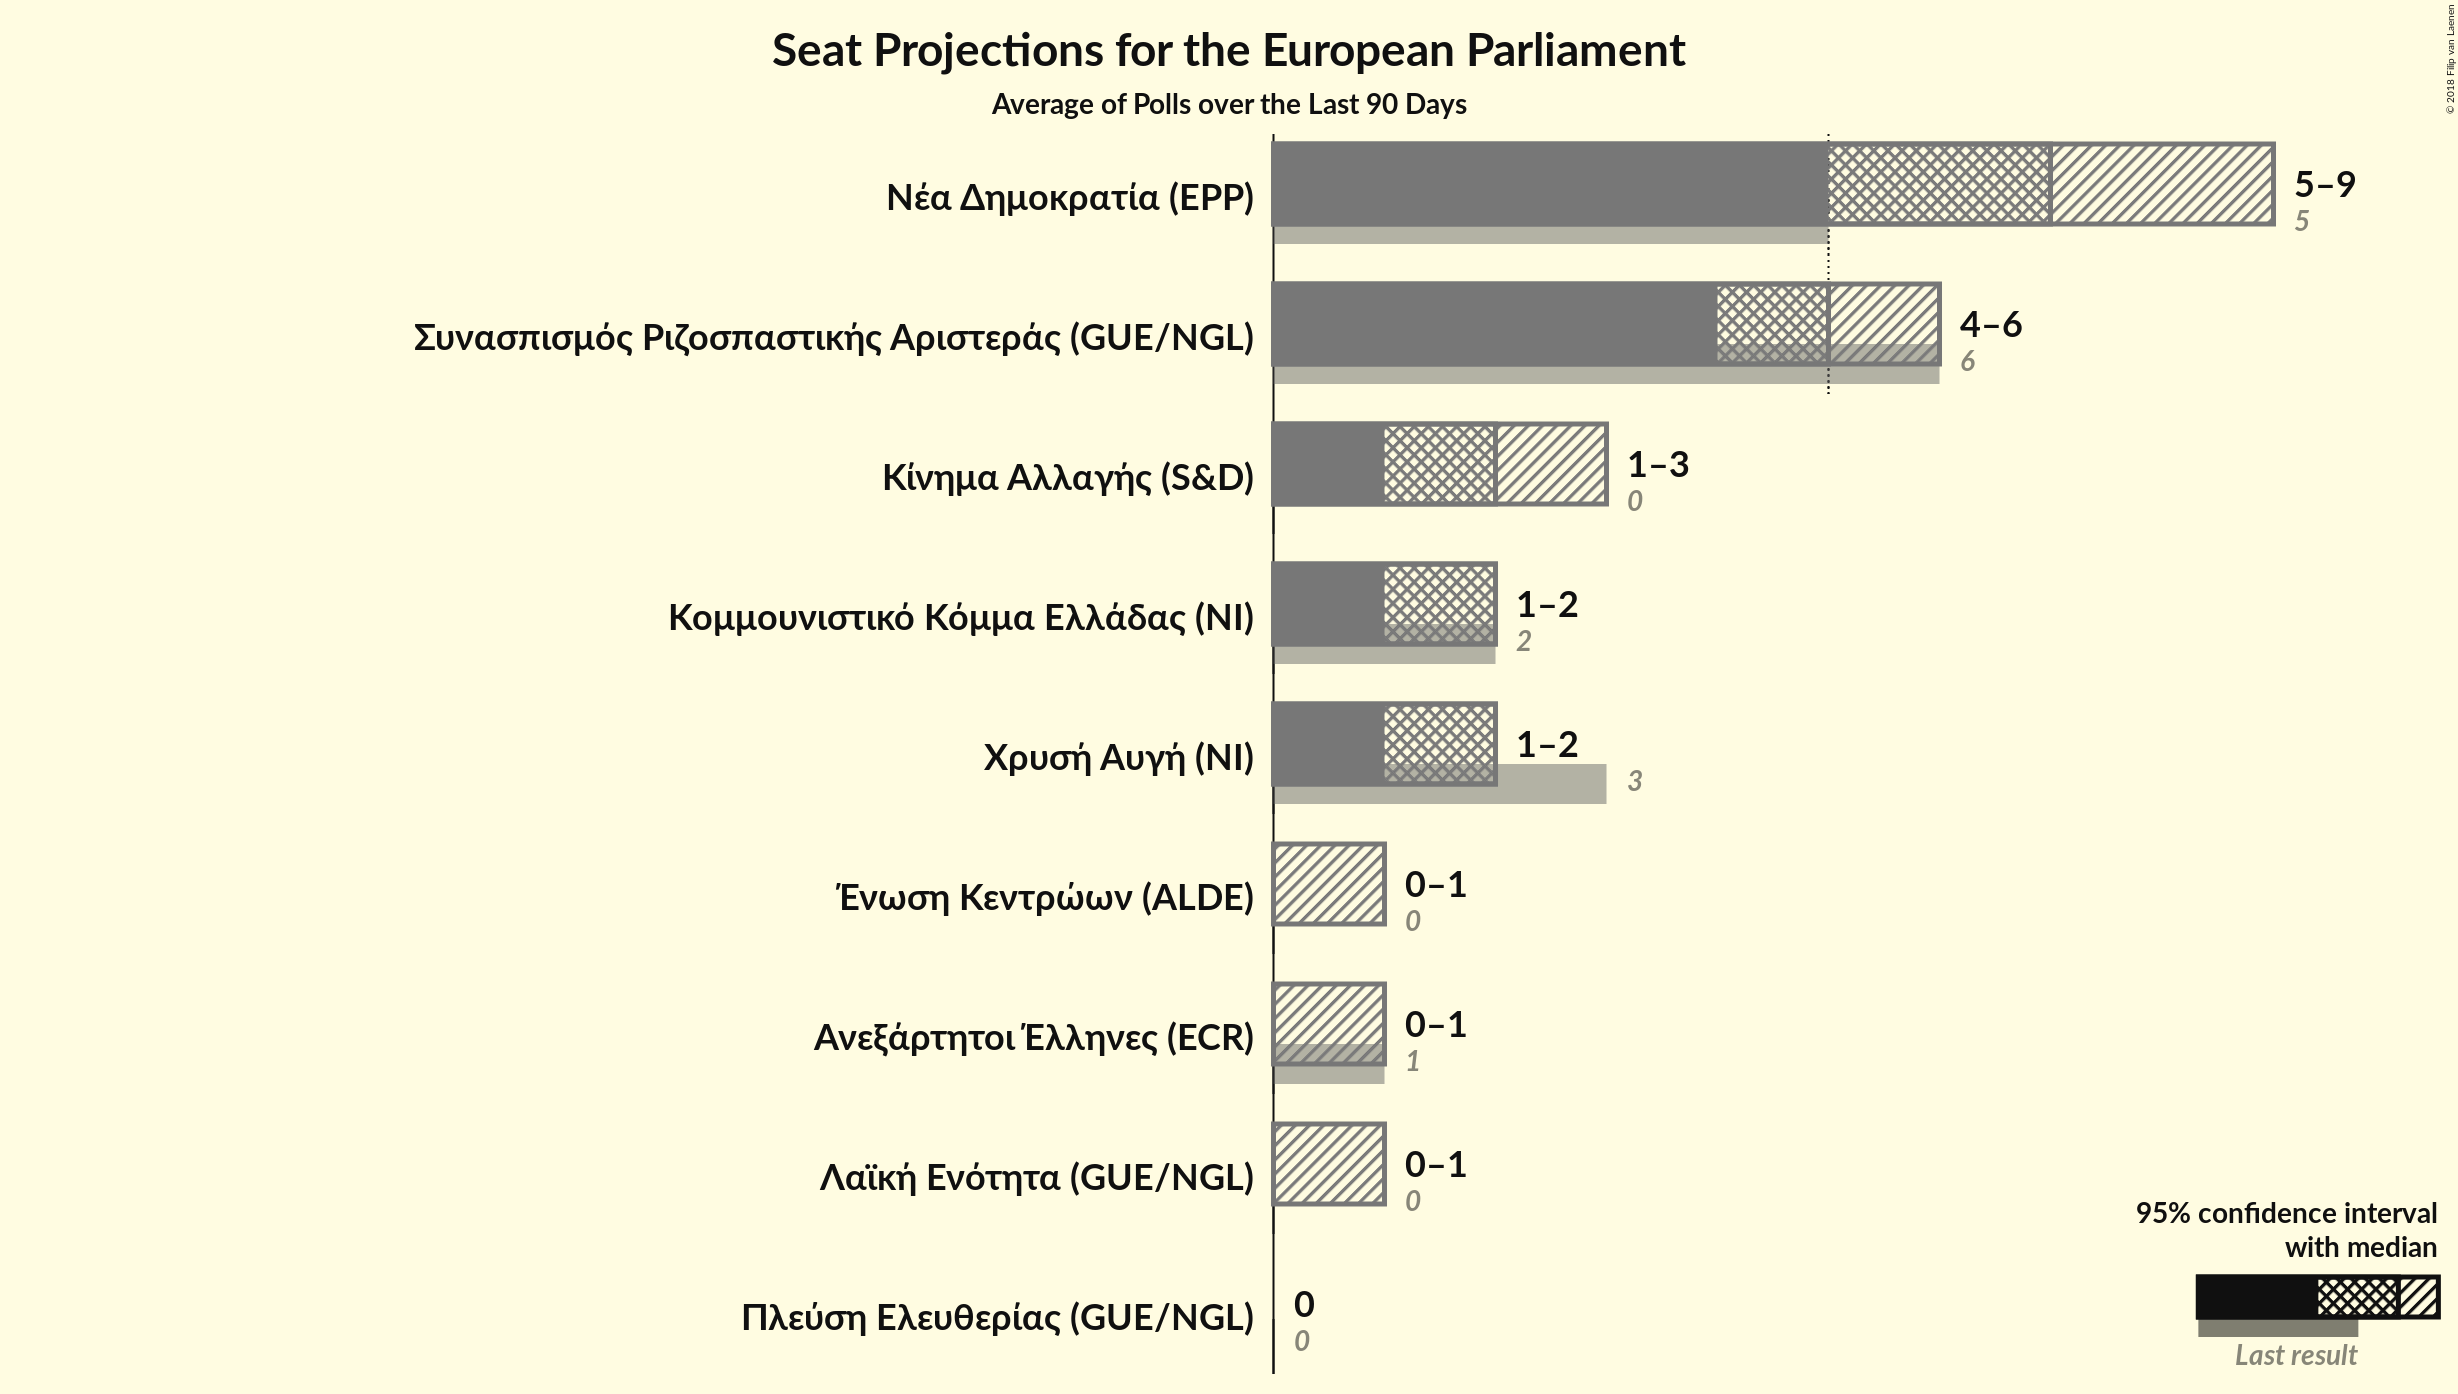 Seat Projections for the European Parliament
Average of Polls over the Last 90 Days
© 2018 Filip van Laenen
Νέα Δημοκρατία (EPP)
5–9
5
Συνασπισμός Ριζοσπαστικής Αριστεράς (GUE/NGL)
4–6
6
Κίνημα Αλλαγής (S&D)
1–3
0
Κομμουνιστικό Κόμμα Ελλάδας (NI)
1–2
2
Χρυσή Αυγή (NI)
1–2
3
Ένωση Κεντρώων (ALDE)
0–1
0
Ανεξάρτητοι Έλληνες (ECR)
0–1
1
Λαϊκή Ενότητα (GUE/NGL)
0–1
0
Πλεύση Ελευθερίας (GUE/NGL)
0
0
95% confidence interval
with median
Last result